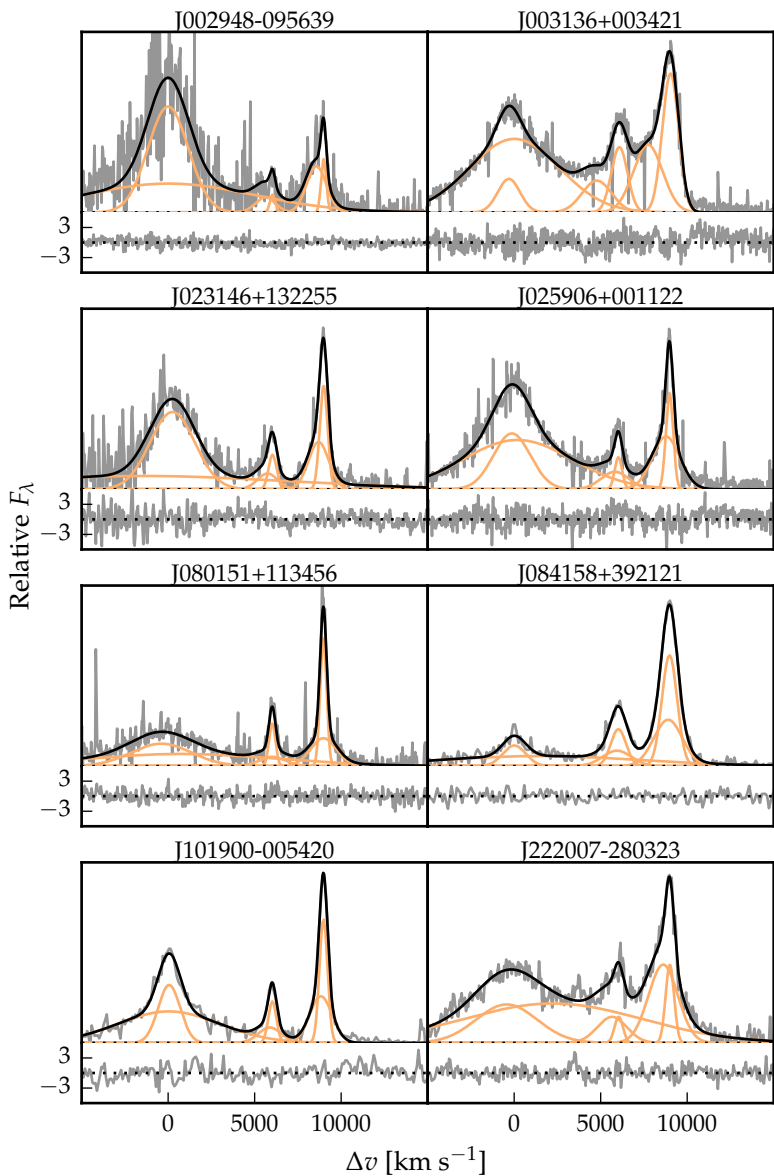 J002948-095639 J003136+003421
3
−3
J023146+132255 J025906+001122
3
−3
Relative Fλ
J080151+113456 J084158+392121
3
−3
J101900-005420 J222007-280323
3
−3
0 5000 10000 0 5000 10000
Δv [km s⁻¹]